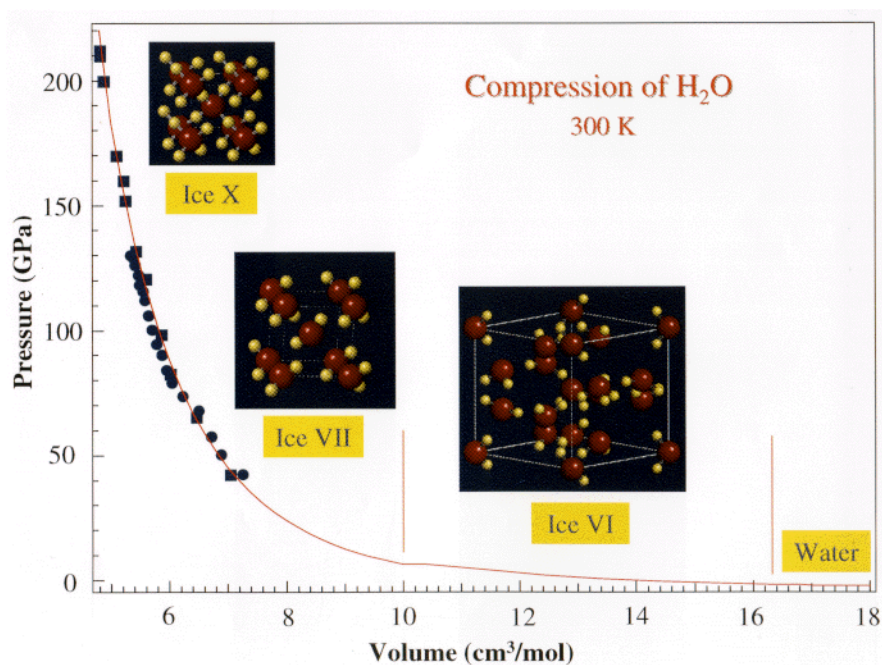 Compression of H₂O
300 K
Ice X
Ice VII
Ice VI
Water
Pressure (GPa)
200
150
100
50
0
6
8
10
12
14
16
18
Volume (cm³/mol)